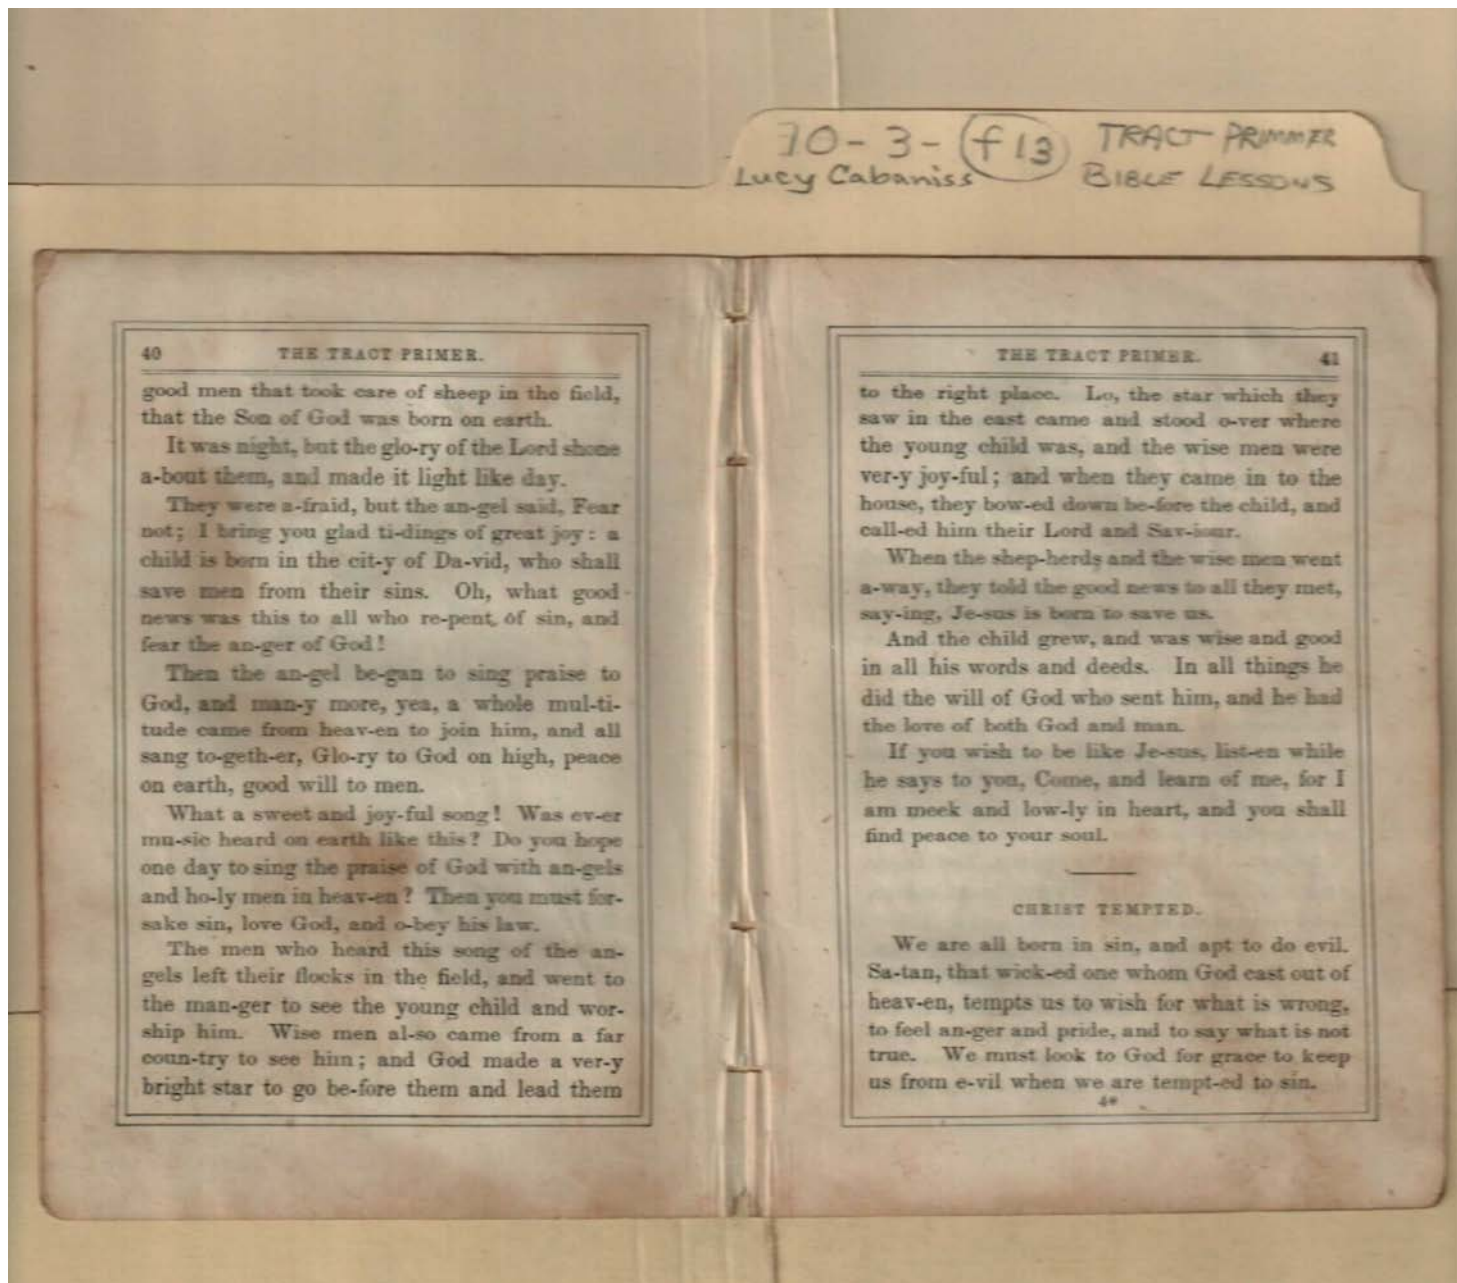 10-3-f13 TRACT PRIMMER
Lucy Cabaniss BIBLE LESSONS
40 THE TRACT PRIMER.
good men that took care of sheep in the field,
that the Son of God was born on earth.
It was night, but the glo-ry of the Lord shone
a-bout them, and made it light like day.
They were a-fraid, but the an-gel said, Fear
not; I bring you glad ti-dings of great joy: a
child is born in the cit-y of Da-vid, who shall
save men from their sins. Oh, what good
news was this to all who re-pent of sin, and
fear the an-ger of God!
Then the an-gel be-gan to sing praise to
God, and man-y more, yea, a whole mul-ti-
tude came from heav-en to join him, and all
sang to-geth-er, Glo-ry to God on high, peace
on earth, good will to men.
What a sweet and joy-ful song! Was ev-er
mu-sic heard on earth like this? Do you hope
one day to sing the praise of God with an-gels
and ho-ly men in heav-en? Then you must for-
sake sin, love God, and o-bey his law.
The men who heard this song of the an-
gels left their flocks in the field, and went to
the man-ger to see the young child and wor-
ship him. Wise men al-so came from a far
coun-try to see him; and God made a ver-y
bright star to go be-fore them and lead them
THE TRACT PRIMER. 41
to the right place. Lo, the star which they
saw in the east came and stood o-ver where
the young child was, and the wise men were
ver-y joy-ful; and when they came in to the
house, they bow-ed down be-fore the child, and
call-ed him their Lord and Sav-iour.
When the shep-herds and the wise men went
a-way, they told the good news to all they met,
say-ing, Je-sus is born to save us.
And the child grew, and was wise and good
in all his words and deeds. In all things he
did the will of God who sent him, and he had
the love of both God and man.
If you wish to be like Je-sus, list-en while
he says to you, Come, and learn of me, for I
am meek and low-ly in heart, and you shall
find peace to your soul.
CHRIST TEMPTED.
We are all born in sin, and apt to do evil.
Sa-tan, that wick-ed one whom God cast out of
heav-en, tempts us to wish for what is wrong,
to feel an-ger and pride, and to say what is not
true. We must look to God for grace to keep
us from e-vil when we are tempt-ed to sin.
4*